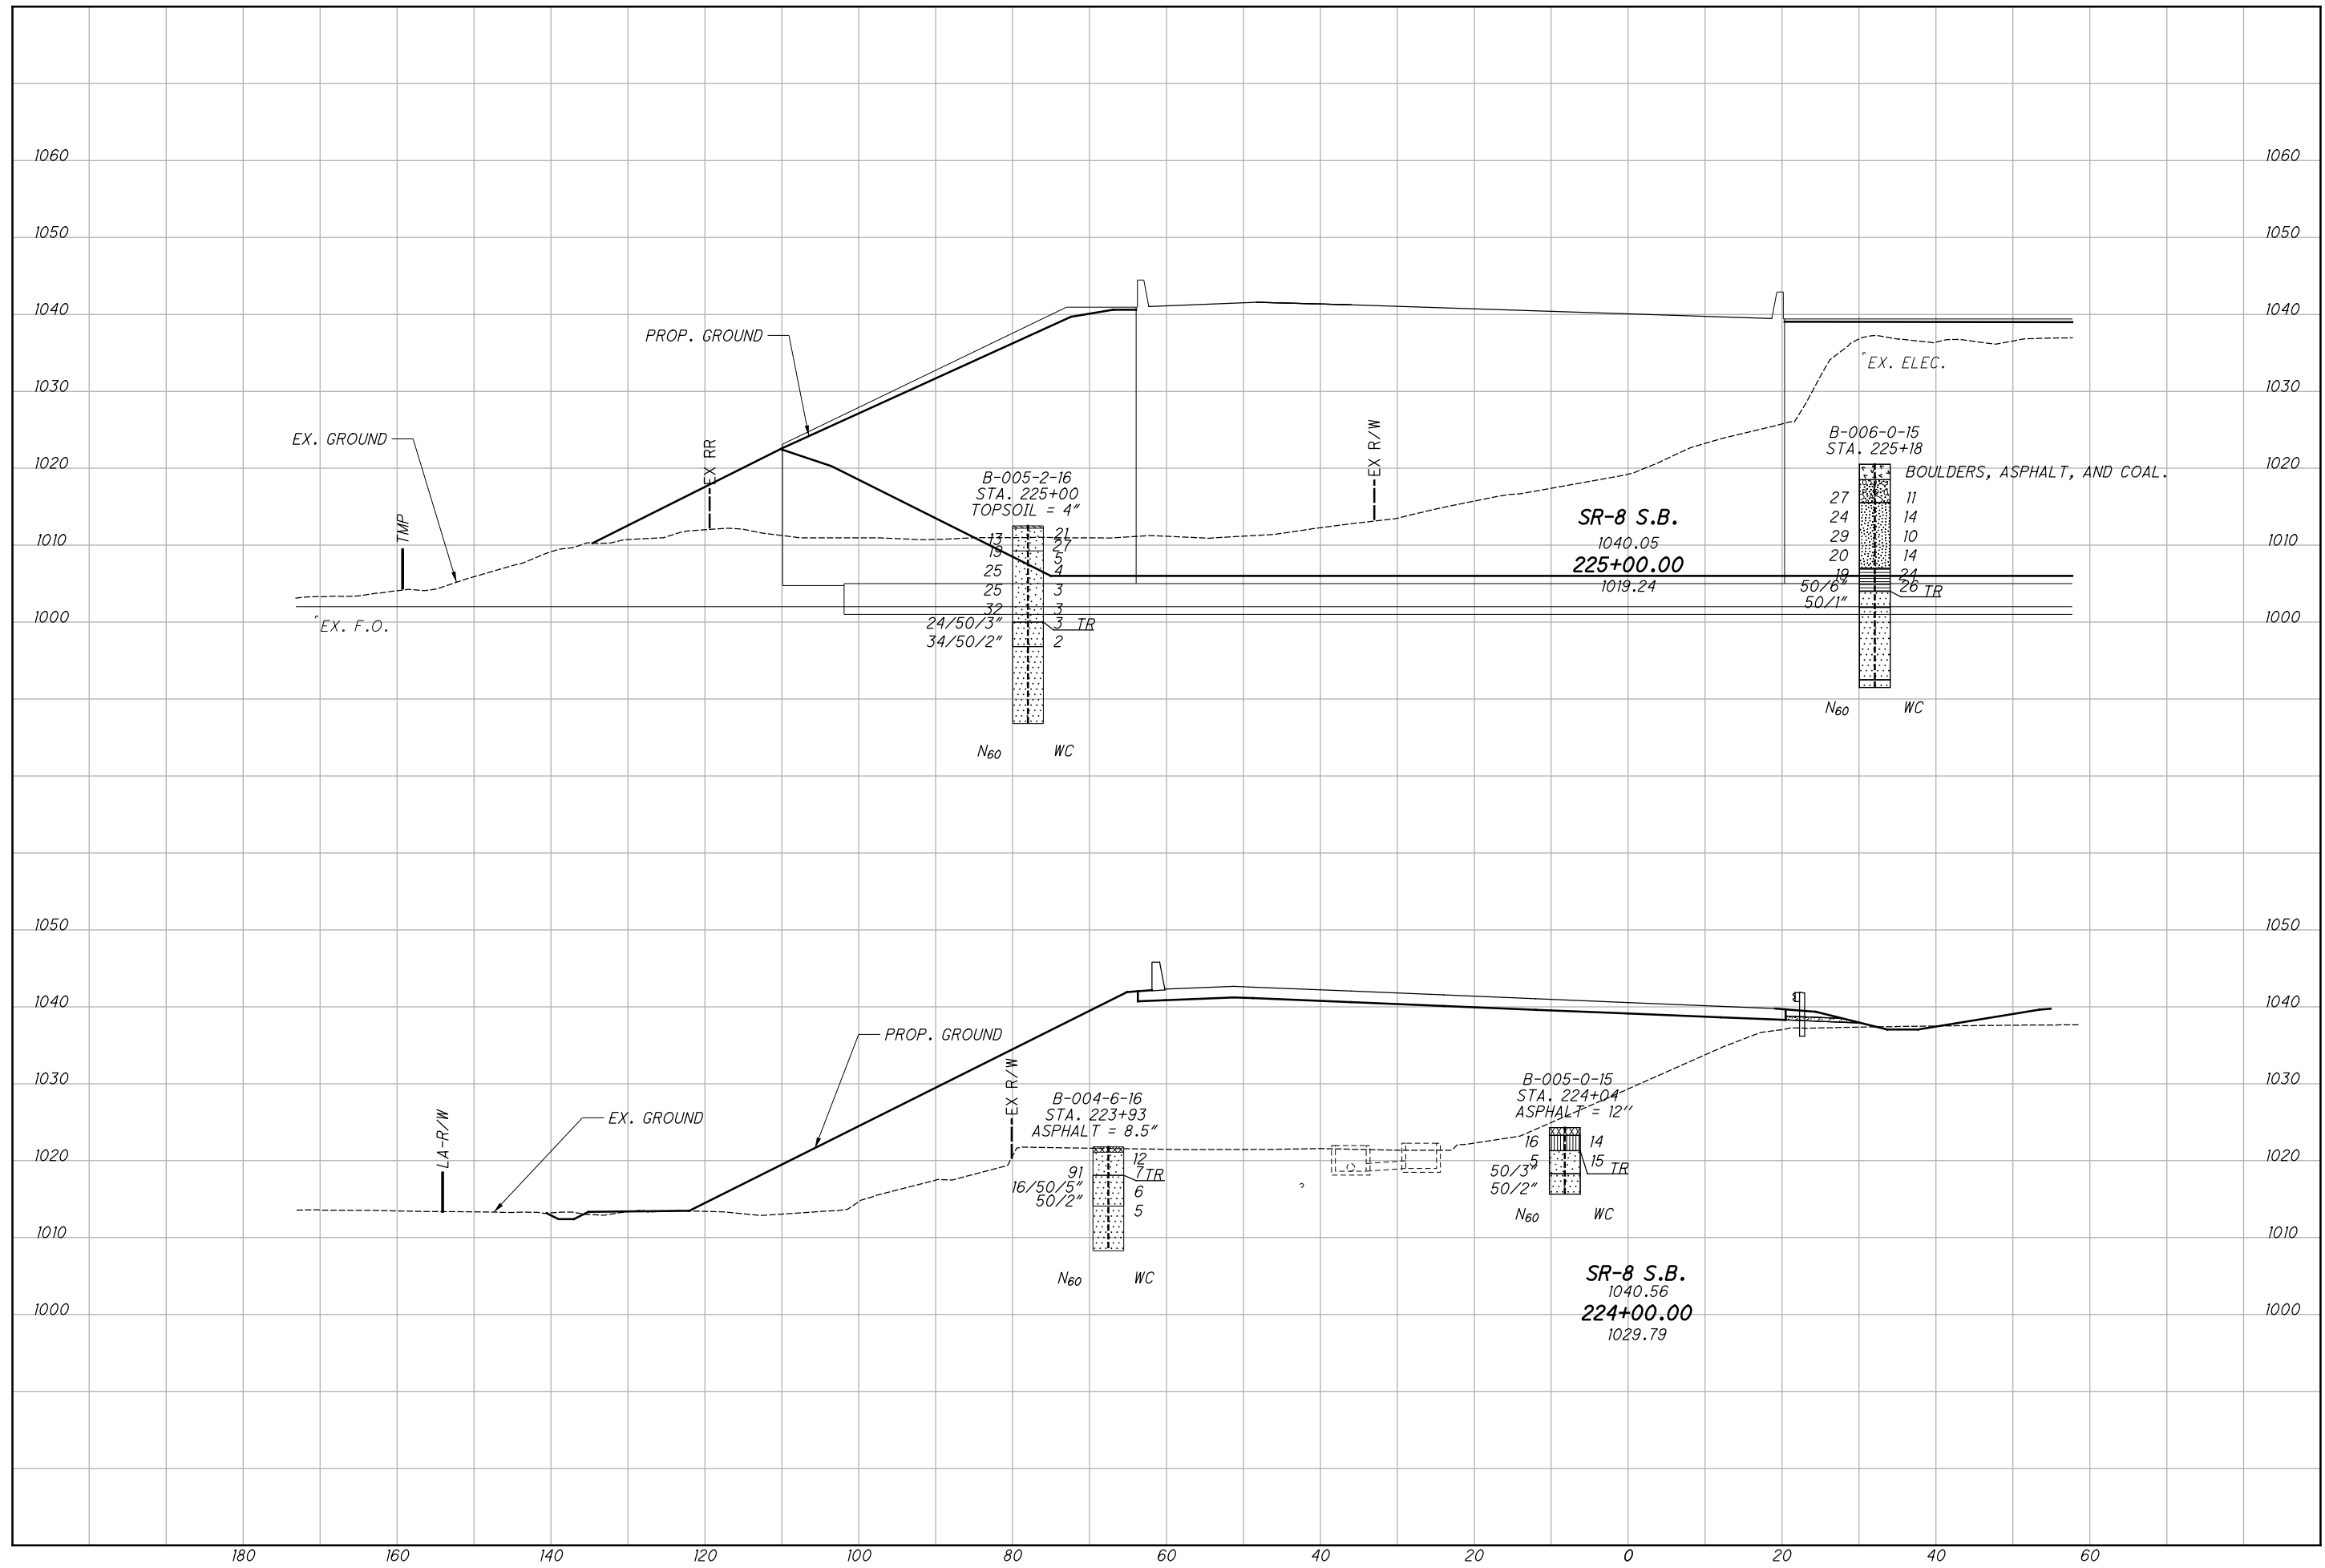 1060 1060
1050 1050
1040 1040
PROP. GROUND
1030 1030
EX. ELEC.
EX. GROUND
EX RR
EX R/W
TMP
1020 1020
B-006-0-15
STA. 225+18
BOULDERS, ASPHALT, AND COAL.
27 11
24 14
29 10
20 14
19 24
50/6" 26 TR
50/1"
N60 WC
B-005-2-16
STA. 225+00
TOPSOIL = 4"
21
13 27
19 5
25 4
25 3
32 3
24/50/3" 3 TR
34/50/2" 2
N60 WC
SR-8 S.B.
1040.05
225+00.00
1019.24
1010 1010
1000 1000
EX. F.O.
1050 1050
1040 1040
PROP. GROUND
1030 1030
EX R/W
EX. GROUND
LA-R/W
B-004-6-16
STA. 223+93
ASPHALT = 8.5"
12
91 7 TR
16/50/5" 6
50/2" 5
N60 WC
B-005-0-15
STA. 224+04
ASPHALT = 12"
16 14
5 15 TR
50/3"
50/2"
N60 WC
1020 1020
1010 1010
SR-8 S.B.
1040.56
224+00.00
1029.79
1000 1000
180 160 140 120 100 80 60 40 20 0 20 40 60